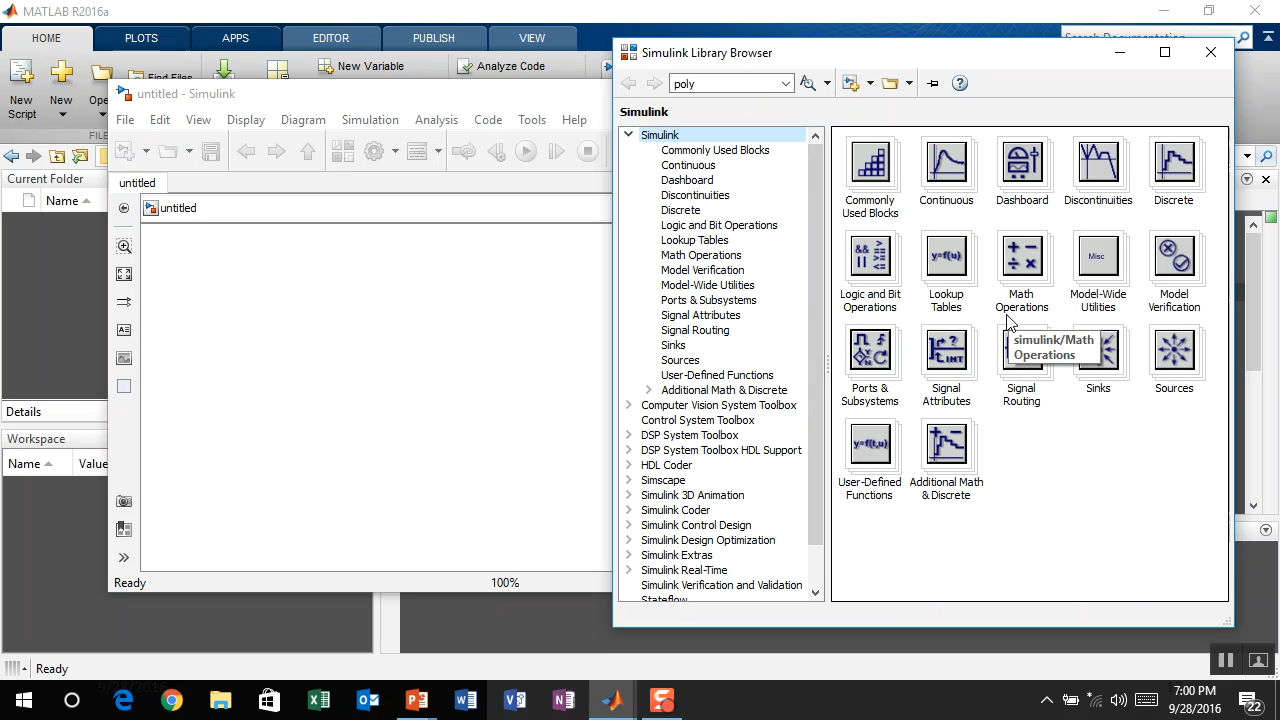 MATLAB R2016a
HOME
PLOTS
APPS
EDITOR
PUBLISH
VIEW
Search Documentation
New
Script
New
Find Files
New Variable
Analyze Code
FILE
untitled - Simulink
File Edit View Display Diagram Simulation Analysis Code Tools Help
untitled
untitled
Ready
100%
Current Folder
Name
Details
Workspace
Name
Value
Simulink Library Browser
poly
Simulink
Simulink
Commonly Used Blocks
Continuous
Dashboard
Discontinuities
Discrete
Logic and Bit Operations
Lookup Tables
Math Operations
Model Verification
Model-Wide Utilities
Ports & Subsystems
Signal Attributes
Signal Routing
Sinks
Sources
User-Defined Functions
Additional Math & Discrete
Computer Vision System Toolbox
Control System Toolbox
DSP System Toolbox
DSP System Toolbox HDL Support
HDL Coder
Simscape
Simulink 3D Animation
Simulink Coder
Simulink Control Design
Simulink Design Optimization
Simulink Extras
Simulink Real-Time
Simulink Verification and Validation
Stateflow
Commonly
Used Blocks
Continuous
Dashboard
Discontinuities
Discrete
&& >=
|| <=
y=f(u)
+ -
÷ ×
Misc
Logic and Bit
Operations
Lookup
Tables
Math
Operations
Model-Wide
Utilities
Model
Verification
simulink/Math
Operations
? INT
Ports &
Subsystems
Signal
Attributes
Signal
Routing
Sinks
Sources
y=f(t,u)
User-Defined
Functions
Additional Math
& Discrete
Ready
9/28/2016
7:00 PM
9/28/2016
22